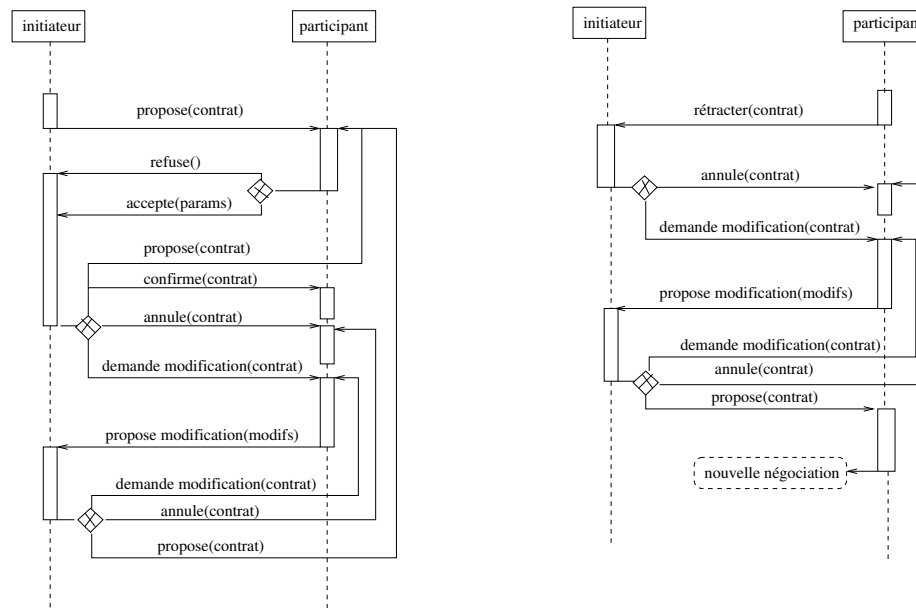 initiateur
participant
propose(contrat)
refuse()
accepte(params)
propose(contrat)
confirme(contrat)
annule(contrat)
demande modification(contrat)
propose modification(modifs)
demande modification(contrat)
annule(contrat)
propose(contrat)
initiateur
participant
rétracter(contrat)
annule(contrat)
demande modification(contrat)
propose modification(modifs)
demande modification(contrat)
annule(contrat)
propose(contrat)
nouvelle négociation